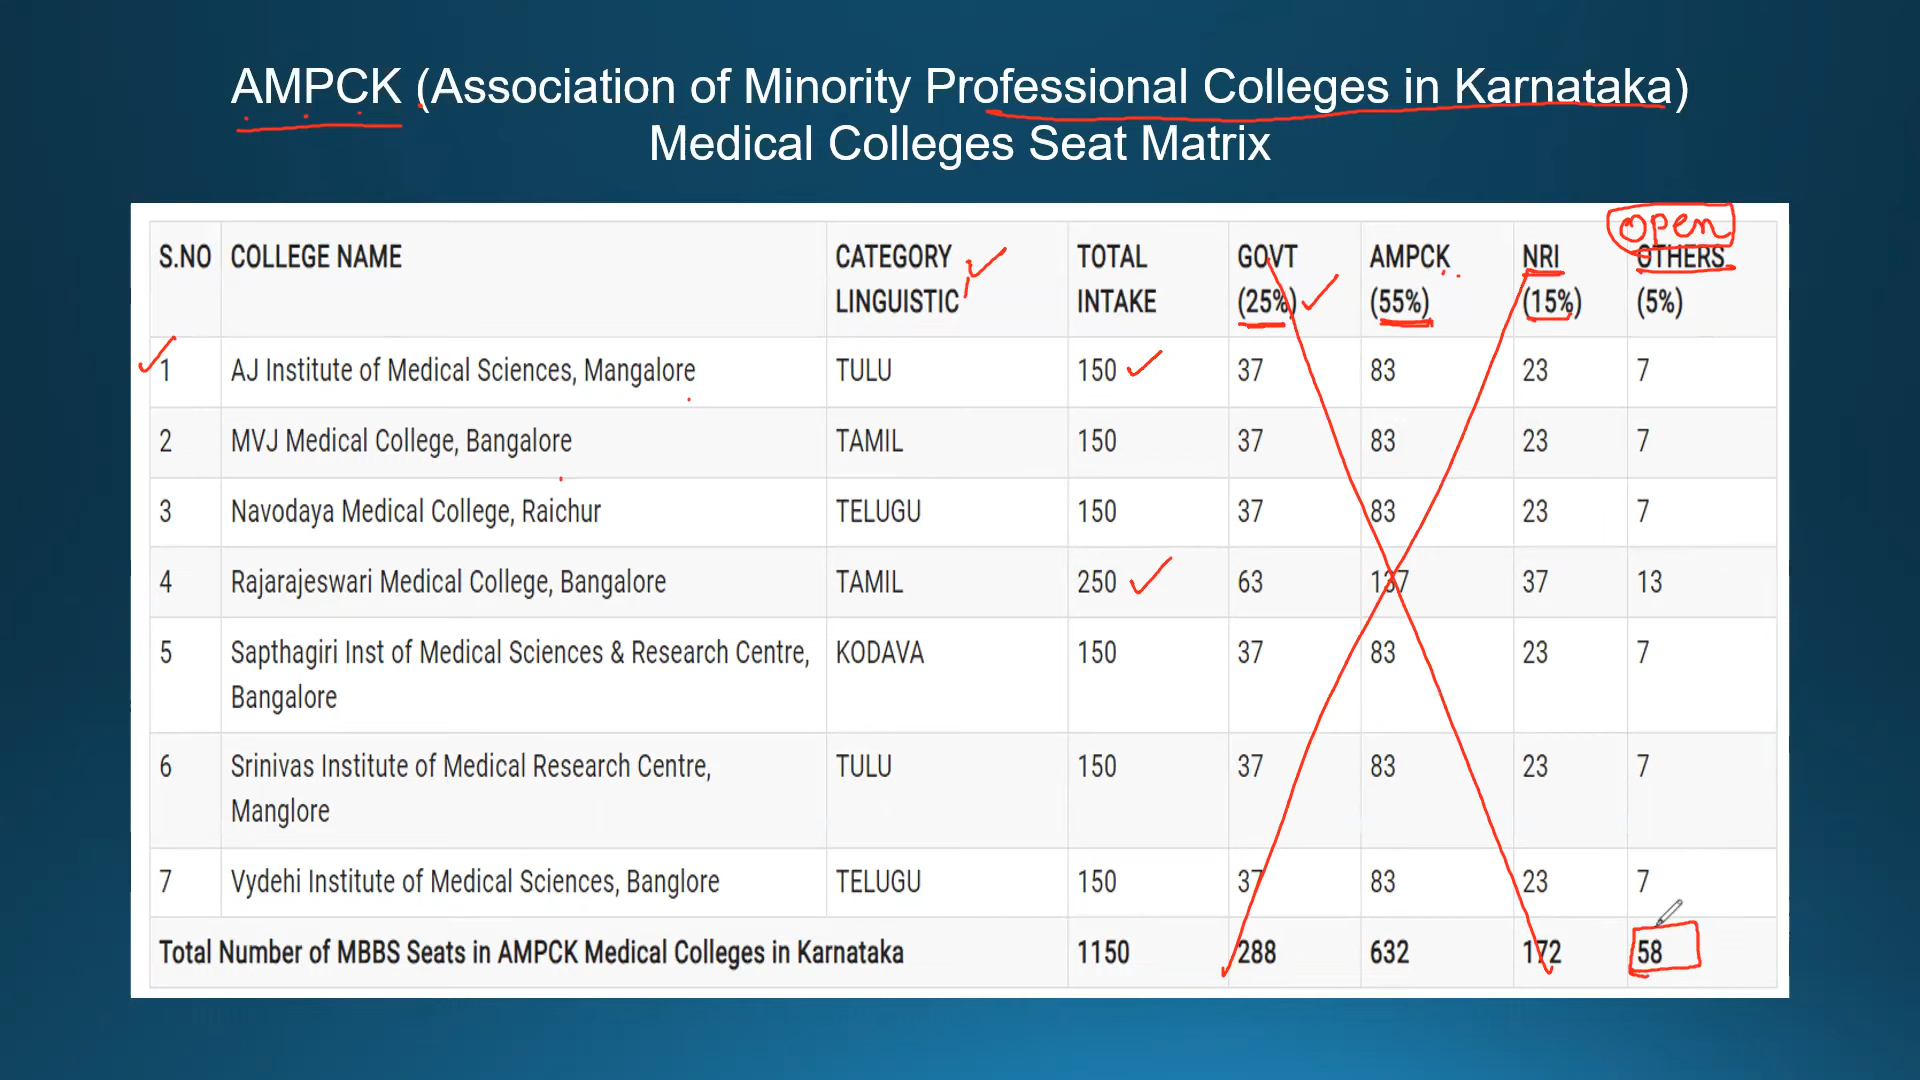 AMPCK (Association of Minority Professional Colleges in Karnataka)
Medical Colleges Seat Matrix
open
S.NO COLLEGE NAME CATEGORY LINGUISTIC TOTAL INTAKE GOVT (25%) AMPCK (55%) NRI (15%) OTHERS (5%)
1 AJ Institute of Medical Sciences, Mangalore TULU 150 37 83 23 7
2 MVJ Medical College, Bangalore TAMIL 150 37 83 23 7
3 Navodaya Medical College, Raichur TELUGU 150 37 83 23 7
4 Rajarajeswari Medical College, Bangalore TAMIL 250 63 137 37 13
5 Sapthagiri Inst of Medical Sciences & Research Centre, KODAVA 150 37 83 23 7
Bangalore
6 Srinivas Institute of Medical Research Centre, TULU 150 37 83 23 7
Manglore
7 Vydehi Institute of Medical Sciences, Banglore TELUGU 150 37 83 23 7
Total Number of MBBS Seats in AMPCK Medical Colleges in Karnataka 1150 288 632 172 58